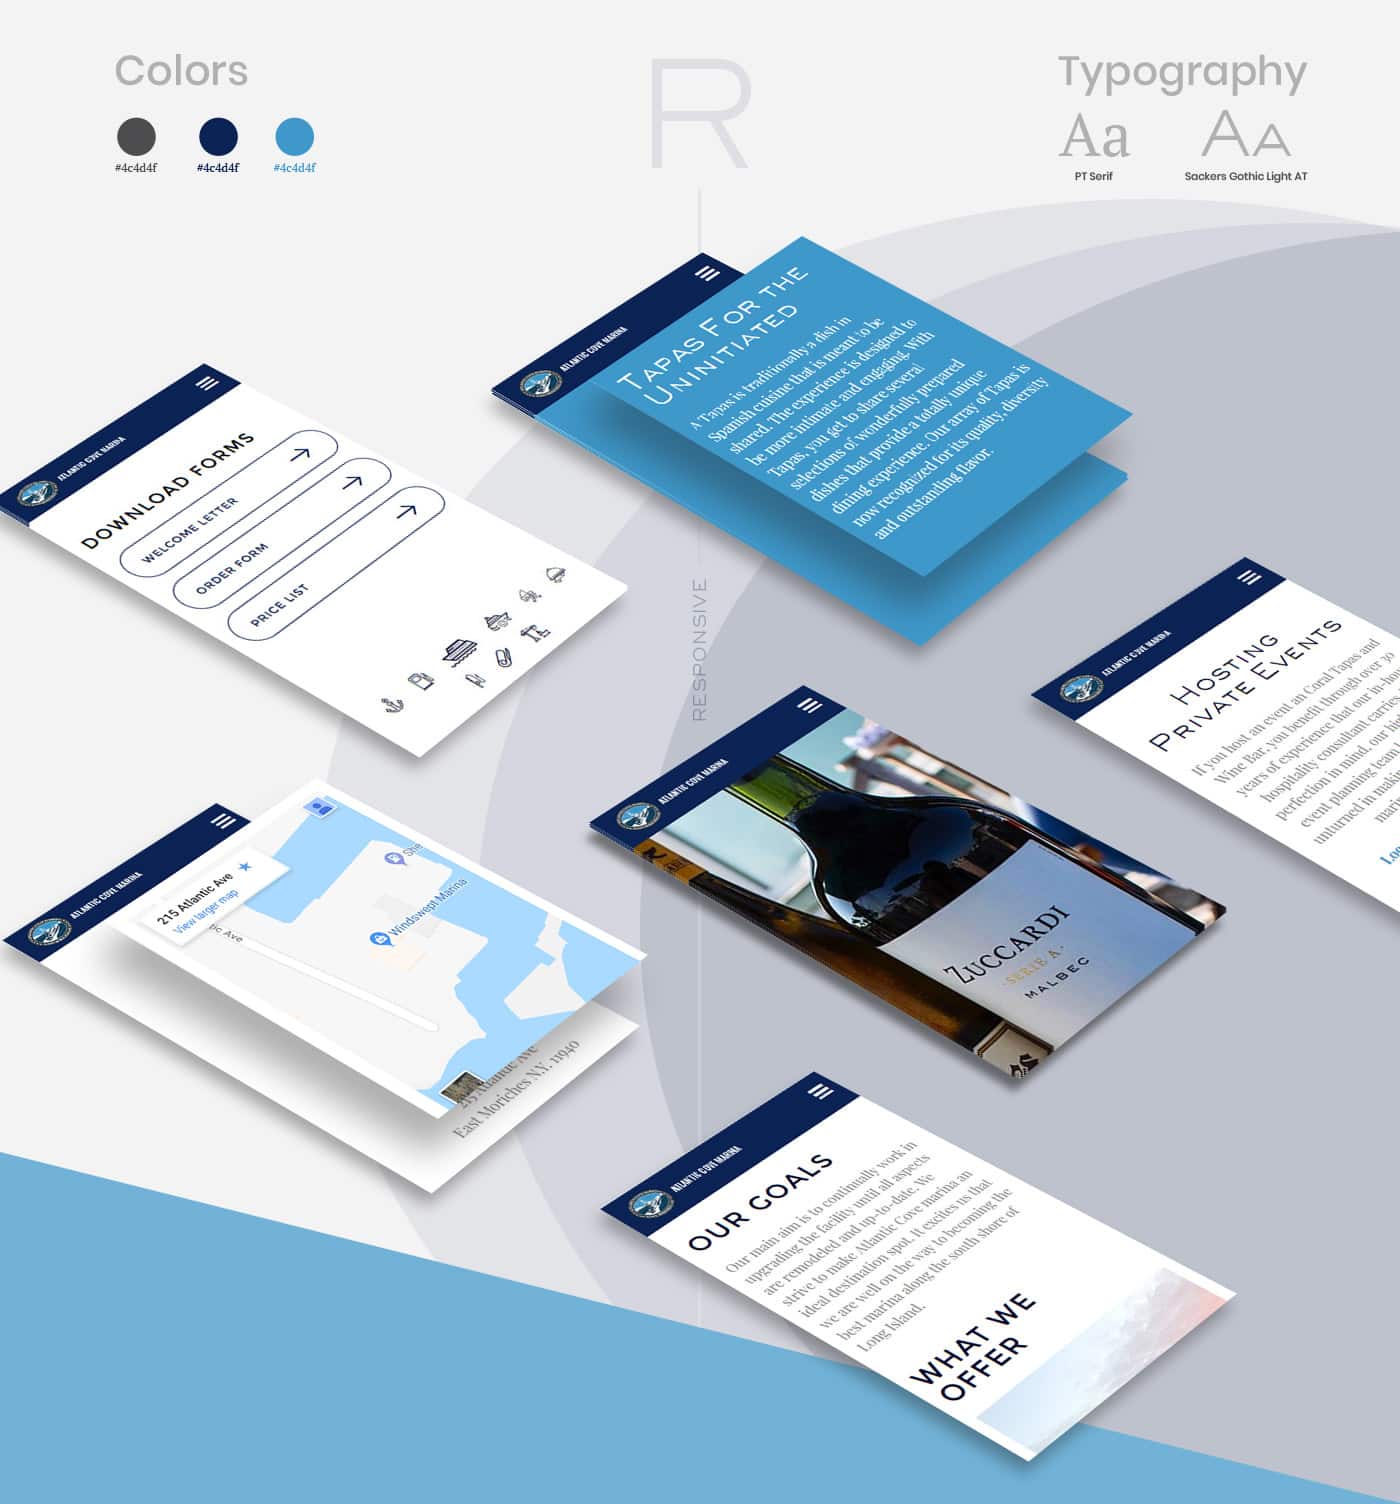 Colors
#4c4d4f
#4c4d4f
#4c4d4f
R
Typography
Aa
PT Serif
AA
Sackers Gothic Light AT
RESPONSIVE
ATLANTIC COVE MARINA
TAPAS FOR THE
UNINITIATED
A Tapas is traditionally a dish in
Spanish cuisine that is meant to be
shared. The experience is designed to
be more intimate and engaging. With
Tapas, you get to share several
selections of wonderfully prepared
dishes that provide a totally unique
dining experience. Our array of Tapas is
now recognized for its quality, diversity
and outstanding flavor.
ATLANTIC COVE MARINA
DOWNLOAD FORMS
WELCOME LETTER
ORDER FORM
PRICE LIST
ATLANTIC COVE MARINA
HOSTING
PRIVATE EVENTS
If you host an event an Coral Tapas and
Wine Bar, you benefit through over 30
years of experience that our in-hou
hospitality consultant carries
perfection in mind, our hig
event planning team
unturned in making
ATLANTIC COVE MARINA
ZUCCARDI
SERIE A
MALBEC
ATLANTIC COVE MARINA
215 Atlantic Ave
View larger map
tic Ave
She
Windswept Marina
215 Atlantic Ave
East Moriches N.Y. 11940
ATLANTIC COVE MARINA
OUR GOALS
Our main aim is to continually work in
upgrading the facility until all aspects
are remodeled and up-to-date. We
strive to make Atlantic Cove marina an
ideal destination spot. It excites us that
we are well on the way to becoming the
best marina along the south shore of
Long Island.
WHAT WE
OFFER